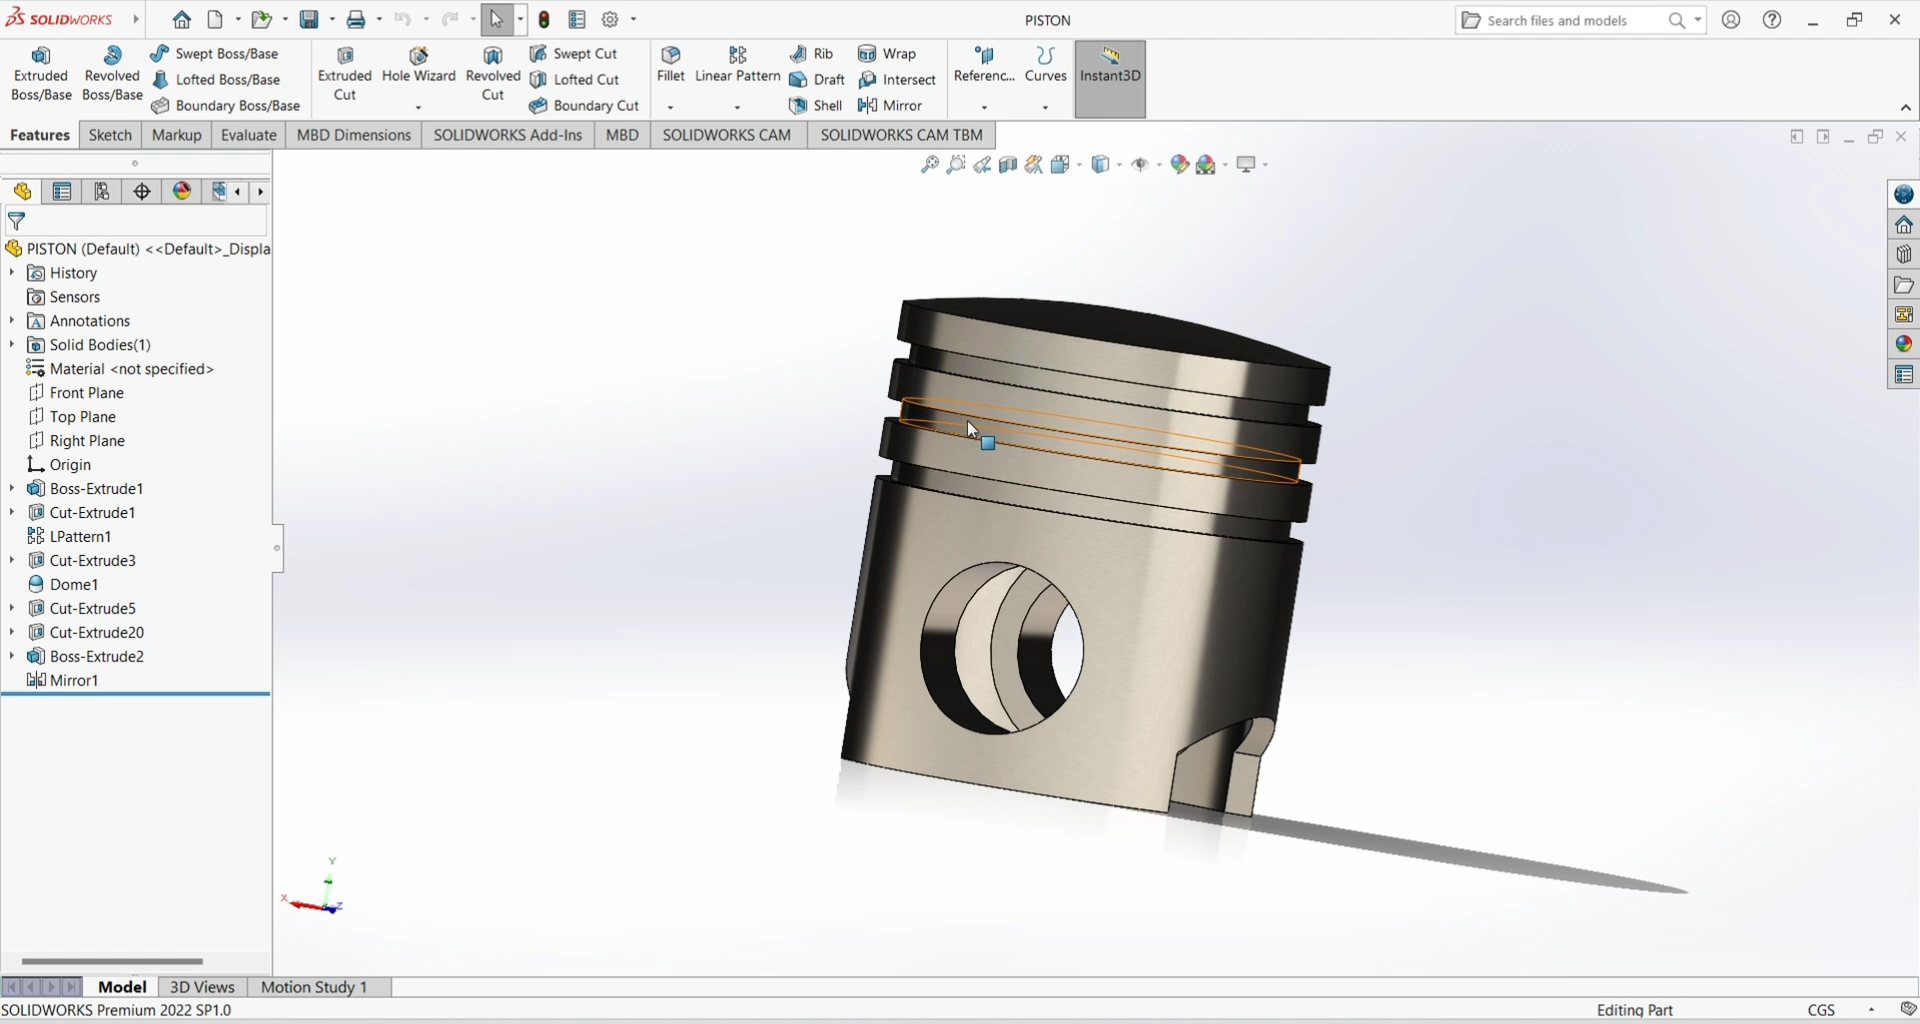 SOLIDWORKS
PISTON
Search files and models
Extruded Boss/Base
Revolved Boss/Base
Swept Boss/Base
Lofted Boss/Base
Boundary Boss/Base
Extruded Cut
Hole Wizard
Revolved Cut
Swept Cut
Lofted Cut
Boundary Cut
Fillet
Linear Pattern
Rib
Draft
Shell
Wrap
Intersect
Mirror
Referenc...
Curves
Instant3D
Features
Sketch
Markup
Evaluate
MBD Dimensions
SOLIDWORKS Add-Ins
MBD
SOLIDWORKS CAM
SOLIDWORKS CAM TBM
PISTON (Default) <<Default>_Displa
History
Sensors
Annotations
Solid Bodies(1)
Material <not specified>
Front Plane
Top Plane
Right Plane
Origin
Boss-Extrude1
Cut-Extrude1
LPattern1
Cut-Extrude3
Dome1
Cut-Extrude5
Cut-Extrude20
Boss-Extrude2
Mirror1
Y
X
Z
Model
3D Views
Motion Study 1
SOLIDWORKS Premium 2022 SP1.0
Editing Part
CGS